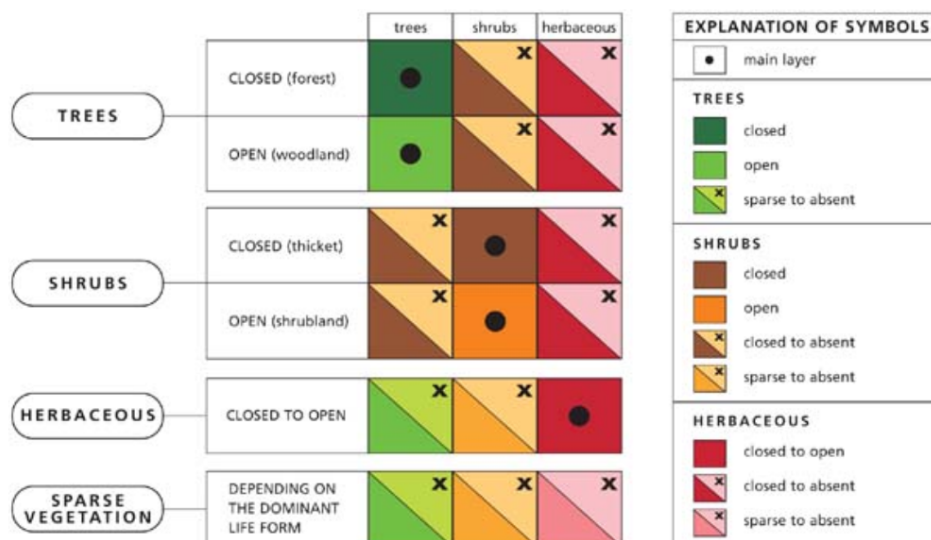 trees shrubs herbaceous
TREES
CLOSED (forest)
x x
OPEN (woodland)
x x
SHRUBS
CLOSED (thicket)
x x
OPEN (shrubland)
x x
HERBACEOUS
CLOSED TO OPEN
x x
SPARSE
VEGETATION
DEPENDING ON
THE DOMINANT
LIFE FORM
x x x
EXPLANATION OF SYMBOLS
main layer
TREES
closed
open
x sparse to absent
SHRUBS
closed
open
x closed to absent
x sparse to absent
HERBACEOUS
closed to open
x closed to absent
x sparse to absent